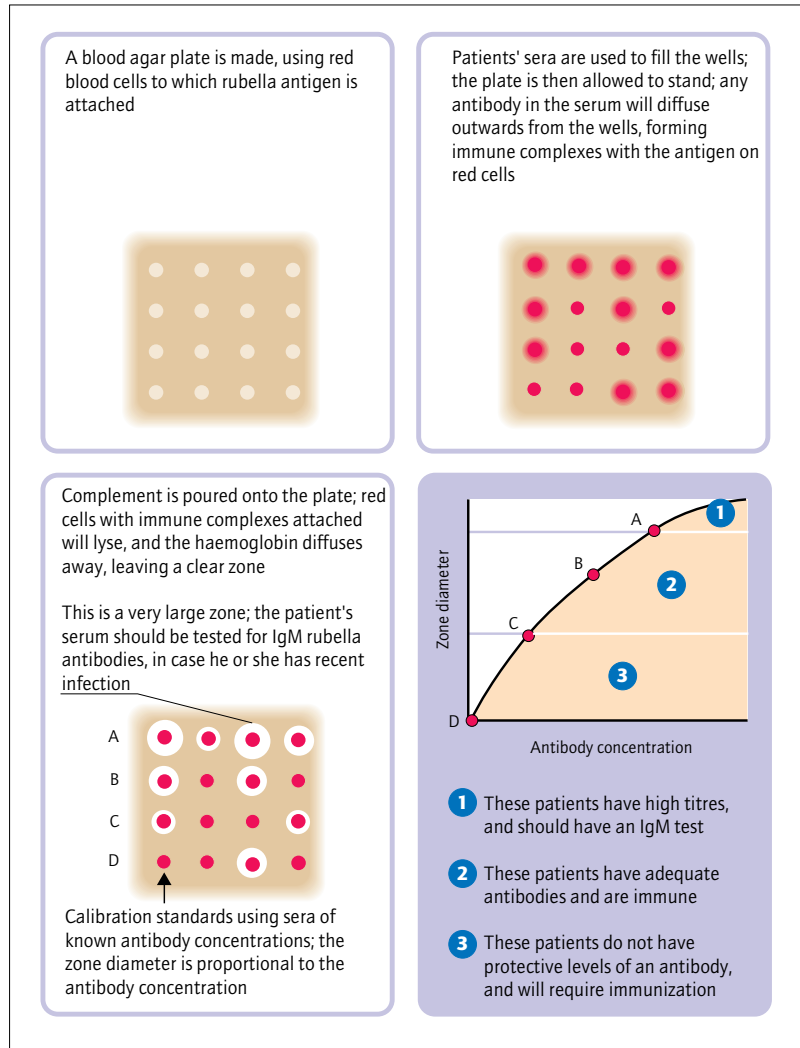 A blood agar plate is made, using red
blood cells to which rubella antigen is
attached
Patients' sera are used to fill the wells;
the plate is then allowed to stand; any
antibody in the serum will diffuse
outwards from the wells, forming
immune complexes with the antigen on
red cells
Complement is poured onto the plate; red
cells with immune complexes attached
will lyse, and the haemoglobin diffuses
away, leaving a clear zone
This is a very large zone; the patient's
serum should be tested for IgM rubella
antibodies, in case he or she has recent
infection
A
B
C
D
Calibration standards using sera of
known antibody concentrations; the
zone diameter is proportional to the
antibody concentration
Zone diameter
A
B
C
D
1
2
3
Antibody concentration
1 These patients have high titres,
and should have an IgM test
2 These patients have adequate
antibodies and are immune
3 These patients do not have
protective levels of an antibody,
and will require immunization